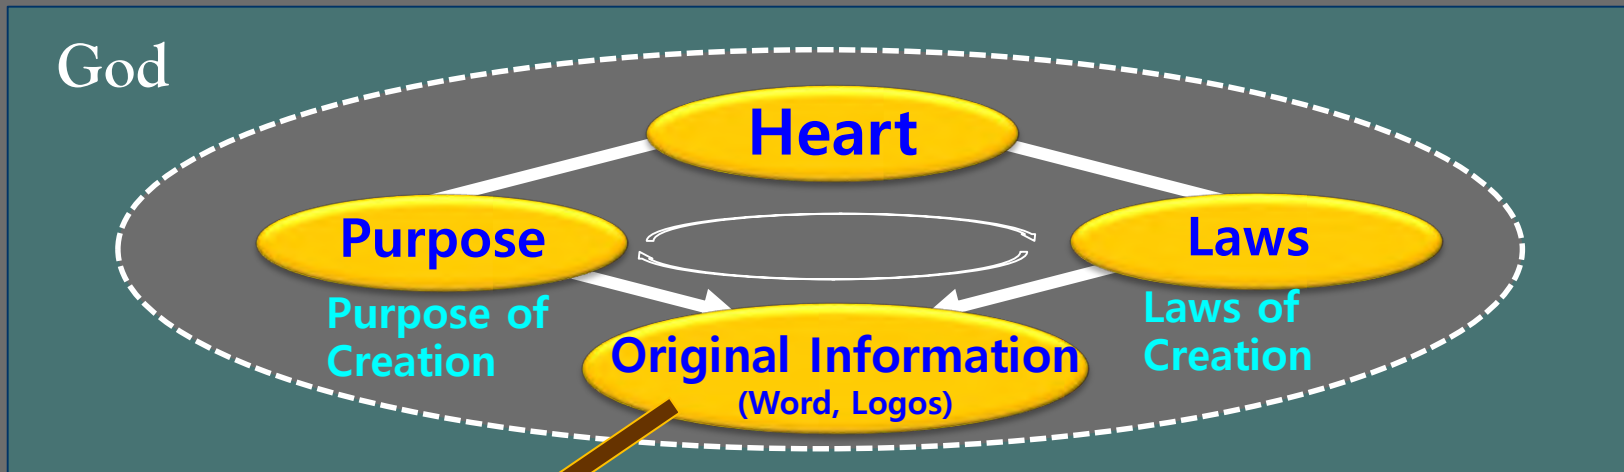 God
Heart
Purpose
Laws
Purpose of
Creation
Laws of
Creation
Original Information
(Word, Logos)